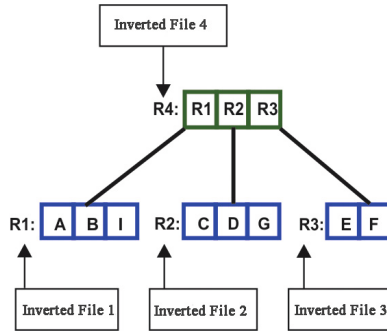 Inverted File 4
R4: R1 R2 R3
R1: A B I R2: C D G R3: E F
Inverted File 1 Inverted File 2 Inverted File 3